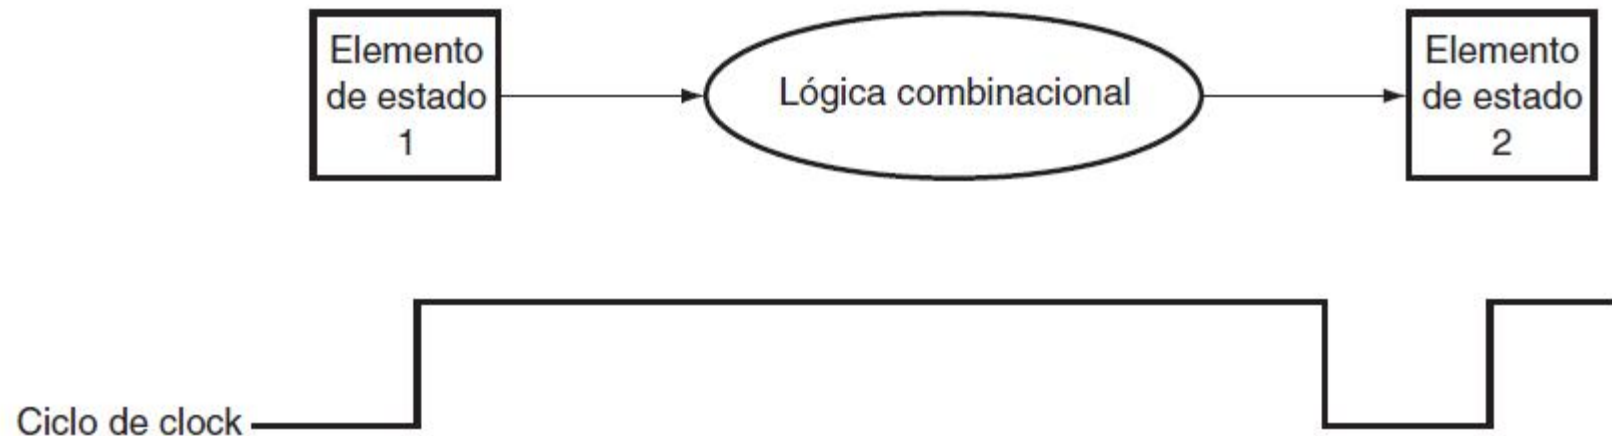 Elemento
de estado
1
Lógica combinacional
Elemento
de estado
2
Ciclo de clock